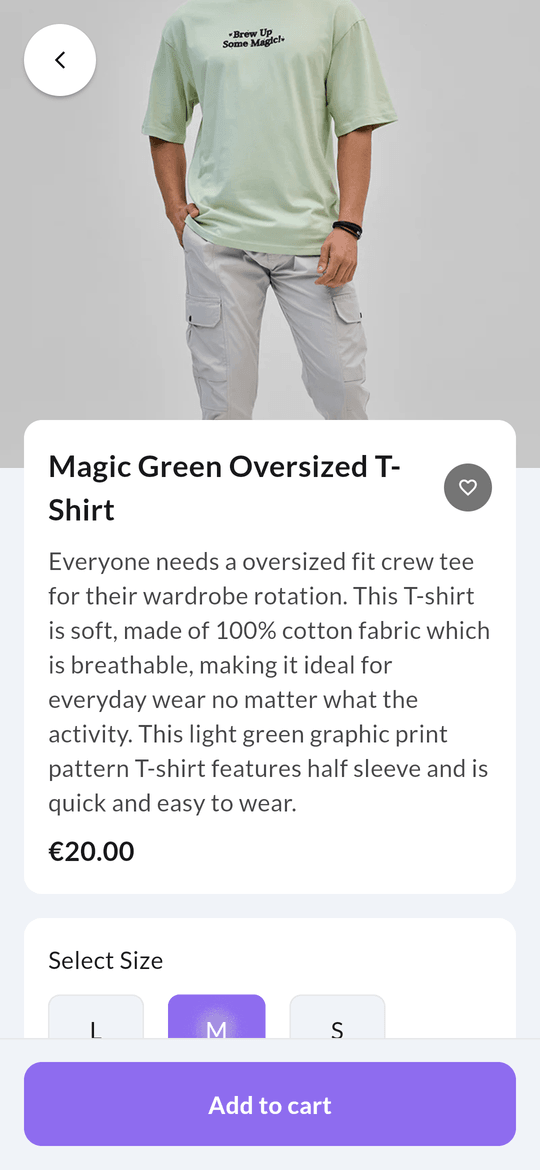 Brew Up
Some Magic!
Magic Green Oversized T-
Shirt
Everyone needs a oversized fit crew tee
for their wardrobe rotation. This T-shirt
is soft, made of 100% cotton fabric which
is breathable, making it ideal for
everyday wear no matter what the
activity. This light green graphic print
pattern T-shirt features half sleeve and is
quick and easy to wear.
€20.00
Select Size
L M S
Add to cart